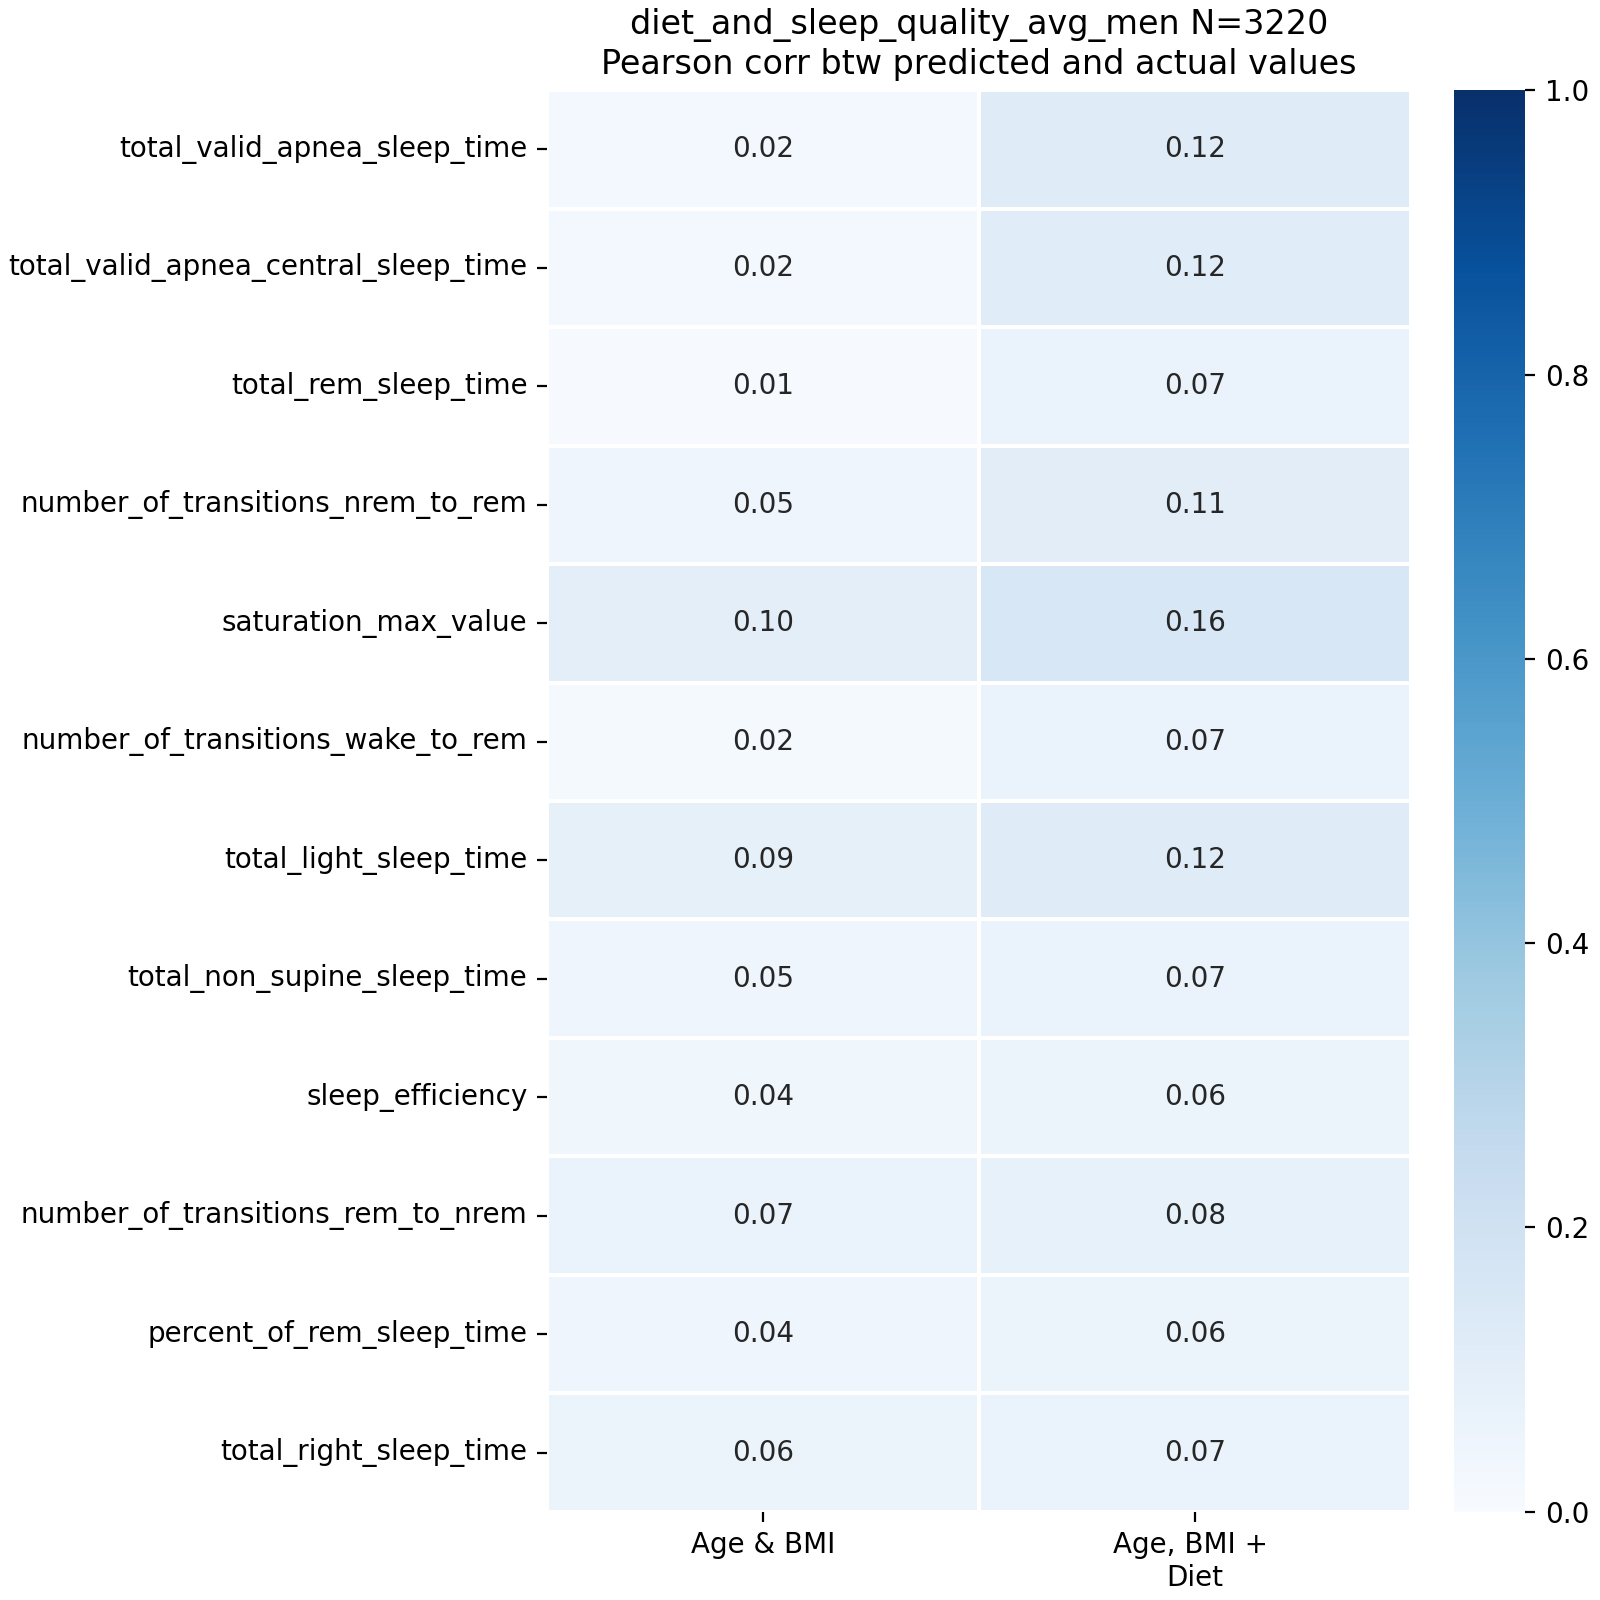 diet_and_sleep_quality_avg_men N=3220
Pearson corr btw predicted and actual values
total_valid_apnea_sleep_time 0.02 0.12
total_valid_apnea_central_sleep_time 0.02 0.12
total_rem_sleep_time 0.01 0.07
number_of_transitions_nrem_to_rem 0.05 0.11
saturation_max_value 0.10 0.16
number_of_transitions_wake_to_rem 0.02 0.07
total_light_sleep_time 0.09 0.12
total_non_supine_sleep_time 0.05 0.07
sleep_efficiency 0.04 0.06
number_of_transitions_rem_to_nrem 0.07 0.08
percent_of_rem_sleep_time 0.04 0.06
total_right_sleep_time 0.06 0.07
Age & BMI
Age, BMI +
Diet
1.0
0.8
0.6
0.4
0.2
0.0